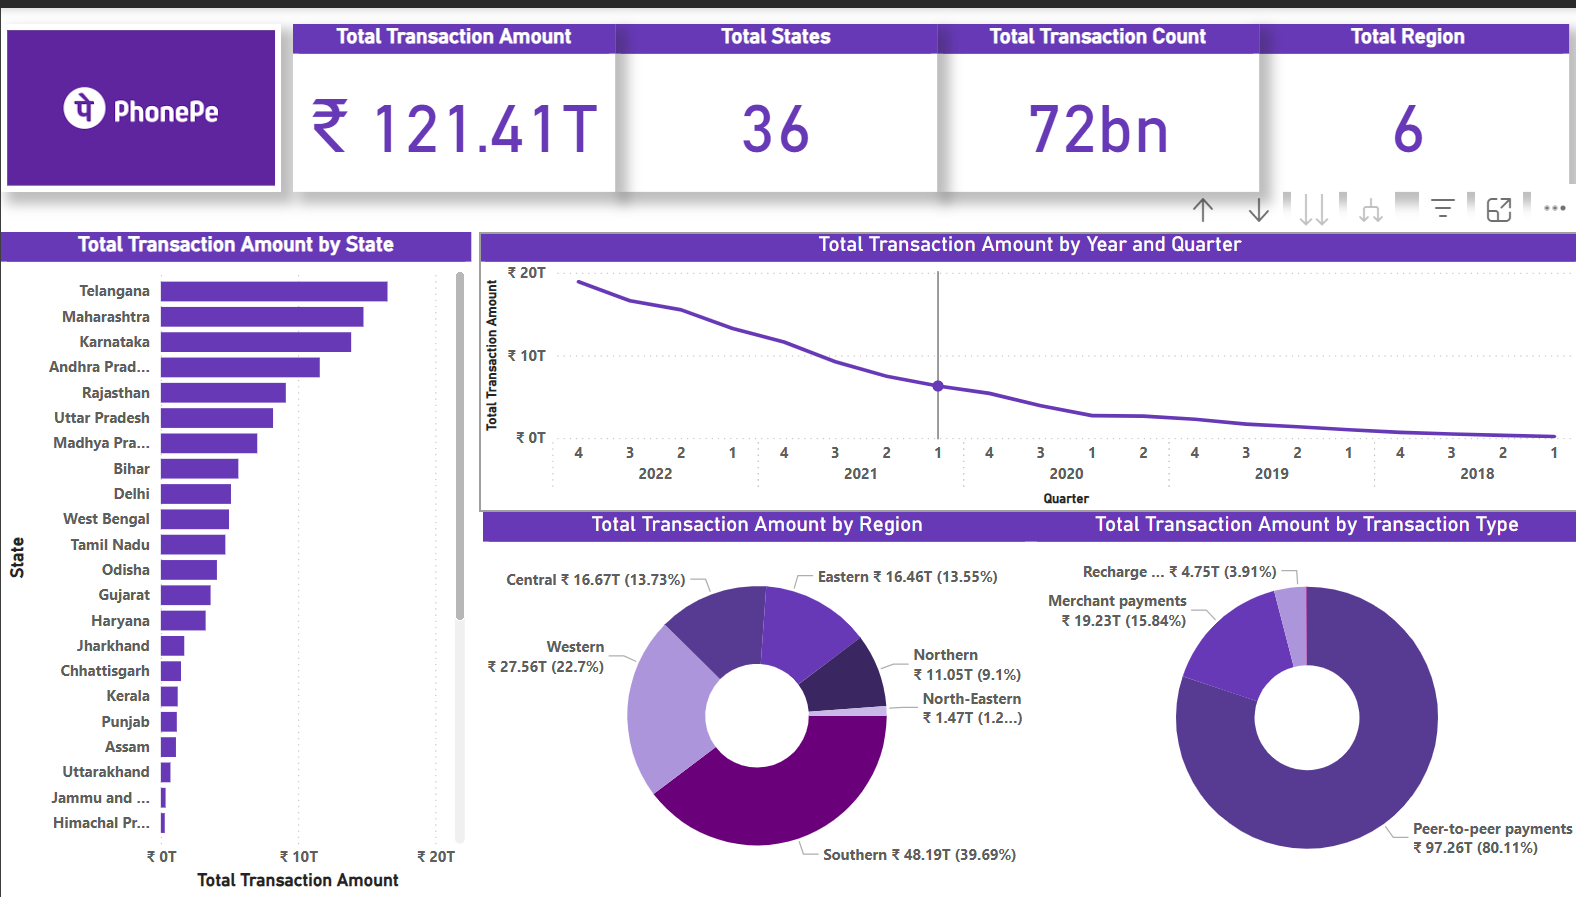 पे PhonePe
Total Transaction Amount
₹ 121.41T
Total States
36
Total Transaction Count
72bn
Total Region
6
Total Transaction Amount by State
State
Telangana
Maharashtra
Karnataka
Andhra Prad...
Rajasthan
Uttar Pradesh
Madhya Pra...
Bihar
Delhi
West Bengal
Tamil Nadu
Odisha
Gujarat
Haryana
Jharkhand
Chhattisgarh
Kerala
Punjab
Assam
Uttarakhand
Jammu and ...
Himachal Pr...
₹ 0T ₹ 10T ₹ 20T
Total Transaction Amount
Total Transaction Amount by Year and Quarter
Total Transaction Amount
₹ 20T
₹ 10T
₹ 0T
4 3 2 1 4 3 2 1 4 3 1 2 4 3 2 1 4 3 2 1
2022 2021 2020 2019 2018
Quarter
Total Transaction Amount by Region
Central ₹ 16.67T (13.73%)
Eastern ₹ 16.46T (13.55%)
Western
₹ 27.56T (22.7%)
Northern
₹ 11.05T (9.1%)
North-Eastern
₹ 1.47T (1.2...)
Southern ₹ 48.19T (39.69%)
Total Transaction Amount by Transaction Type
Recharge ... ₹ 4.75T (3.91%)
Merchant payments
₹ 19.23T (15.84%)
Peer-to-peer payments
₹ 97.26T (80.11%)